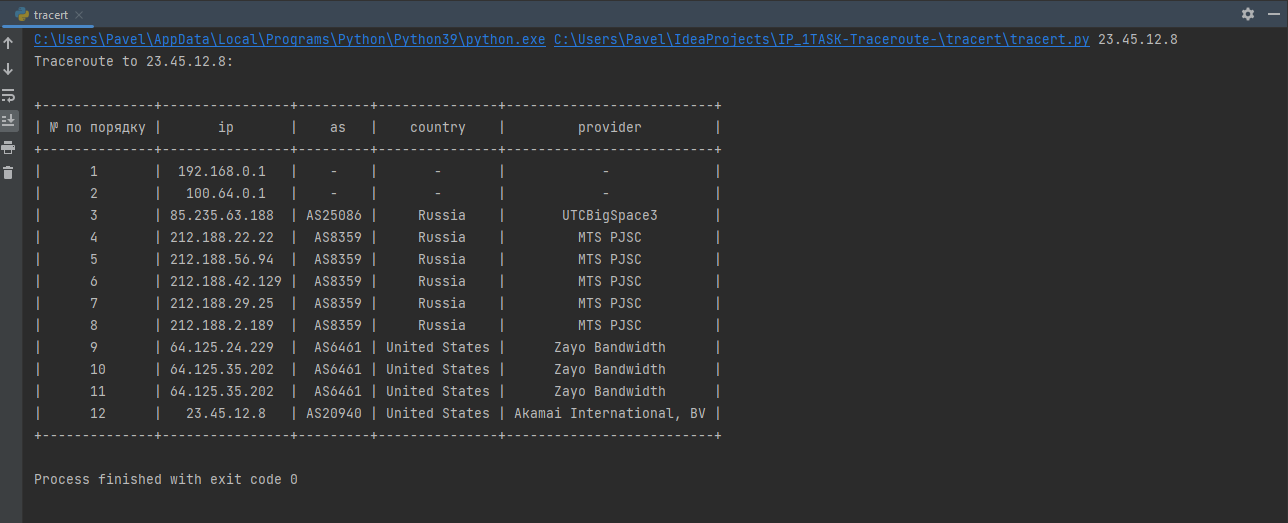 tracert
C:\Users\Pavel\AppData\Local\Programs\Python\Python39\python.exe C:\Users\Pavel\IdeaProjects\IP_1TASK-Traceroute-\tracert\tracert.py 23.45.12.8
Traceroute to 23.45.12.8:
+--------------+----------------+---------+---------------+--------------------------+
| № по порядку |       ip       |    as   |    country    |         provider         |
+--------------+----------------+---------+---------------+--------------------------+
|      1       |  192.168.0.1   |    -    |       -       |            -             |
|      2       |   100.64.0.1   |    -    |       -       |            -             |
|      3       | 85.235.63.188  | AS25086 |     Russia    |       UTCBigSpace3       |
|      4       | 212.188.22.22  |  AS8359 |     Russia    |         MTS PJSC         |
|      5       | 212.188.56.94  |  AS8359 |     Russia    |         MTS PJSC         |
|      6       | 212.188.42.129 |  AS8359 |     Russia    |         MTS PJSC         |
|      7       | 212.188.29.25  |  AS8359 |     Russia    |         MTS PJSC         |
|      8       | 212.188.2.189  |  AS8359 |     Russia    |         MTS PJSC         |
|      9       | 64.125.24.229  |  AS6461 | United States |      Zayo Bandwidth      |
|      10      | 64.125.35.202  |  AS6461 | United States |      Zayo Bandwidth      |
|      11      | 64.125.35.202  |  AS6461 | United States |      Zayo Bandwidth      |
|      12      |   23.45.12.8   | AS20940 | United States | Akamai International, BV |
+--------------+----------------+---------+---------------+--------------------------+
Process finished with exit code 0